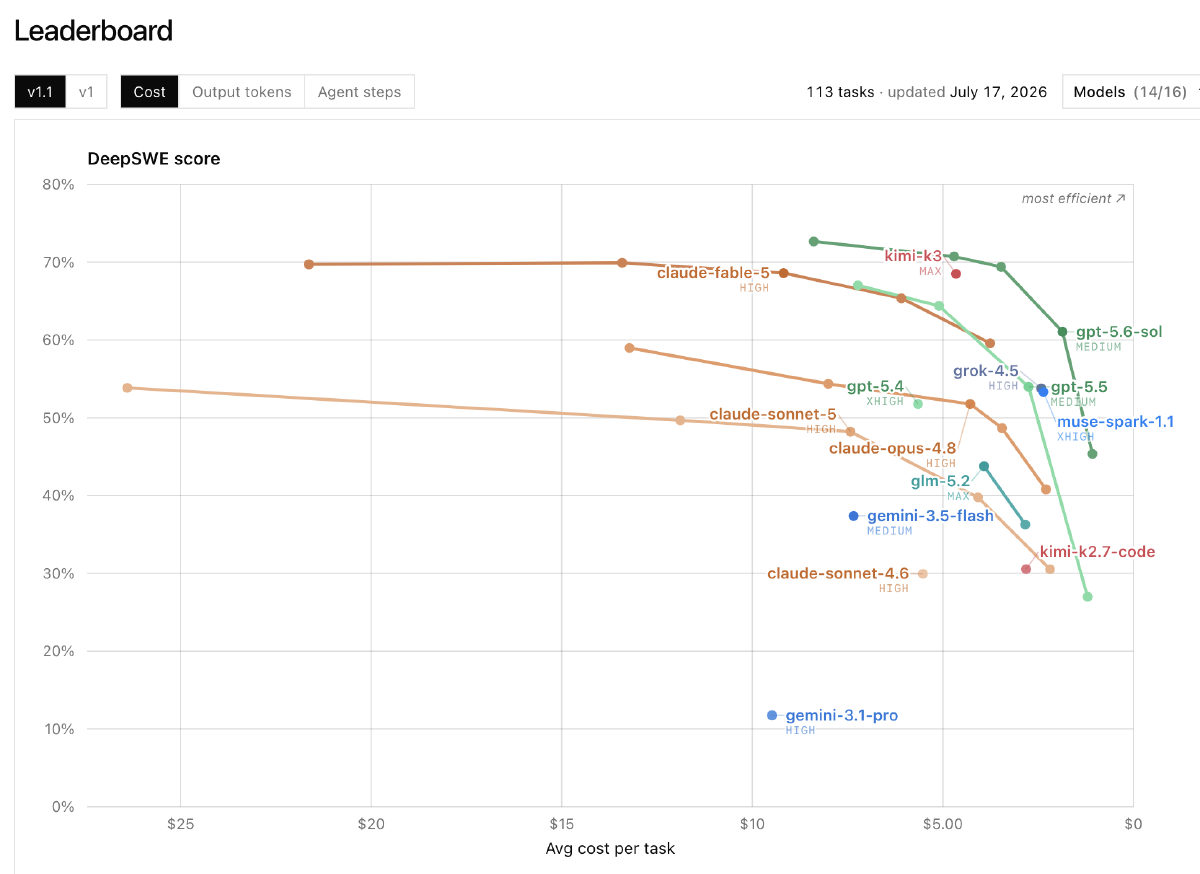 Leaderboard
v1.1 v1 Cost Output tokens Agent steps 113 tasks · updated July 17, 2026 Models (14/16)
DeepSWE score
80%
most efficient ↗
70%
kimi-k3
MAX
claude-fable-5
HIGH
60%
gpt-5.6-sol
MEDIUM
grok-4.5
HIGH
gpt-5.4
XHIGH
gpt-5.5
MEDIUM
50%
claude-sonnet-5
HIGH
muse-spark-1.1
XHIGH
claude-opus-4.8
HIGH
glm-5.2
MAX
40%
gemini-3.5-flash
MEDIUM
kimi-k2.7-code
30%
claude-sonnet-4.6
HIGH
20%
gemini-3.1-pro
HIGH
10%
0%
$25 $20 $15 $10 $5.00 $0
Avg cost per task